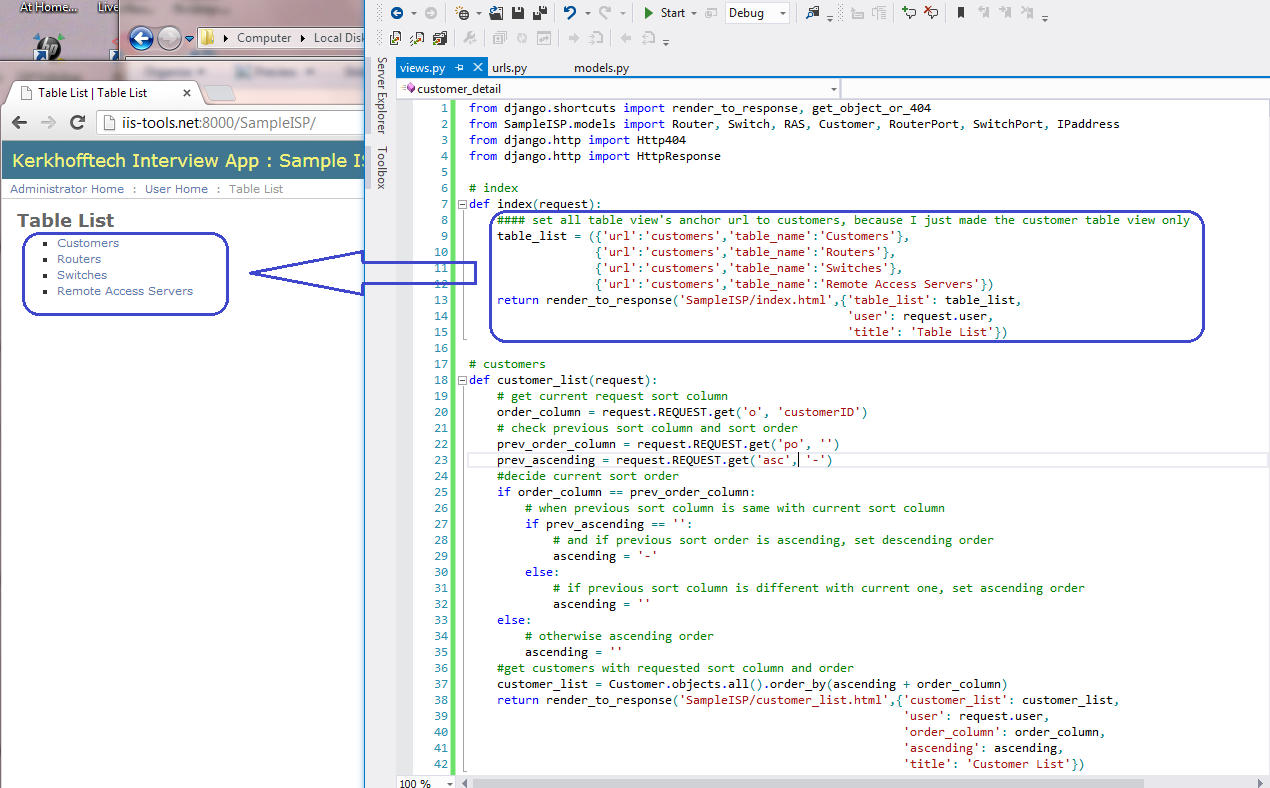 At Home...
Live
Computer
Local Disk
Table List | Table List
iis-tools.net:8000/SampleISP/
Kerkhofftech Interview App : Sample I
Administrator Home : User Home : Table List
Table List
Customers
Routers
Switches
Remote Access Servers
Start
Debug
Server Explorer
Toolbox
views.py
urls.py
models.py
customer_detail
1 from django.shortcuts import render_to_response, get_object_or_404
2 from SampleISP.models import Router, Switch, RAS, Customer, RouterPort, SwitchPort, IPaddress
3 from django.http import Http404
4 from django.http import HttpResponse
5
6 # index
7 def index(request):
8     #### set all table view's anchor url to customers, because I just made the customer table view only
9     table_list = ({'url':'customers','table_name':'Customers'},
10                   {'url':'customers','table_name':'Routers'},
11                   {'url':'customers','table_name':'Switches'},
12                   {'url':'customers','table_name':'Remote Access Servers'})
13     return render_to_response('SampleISP/index.html',{'table_list': table_list,
14                                                       'user': request.user,
15                                                       'title': 'Table List'})
16
17 # customers
18 def customer_list(request):
19     # get current request sort column
20     order_column = request.REQUEST.get('o', 'customerID')
21     # check previous sort column and sort order
22     prev_order_column = request.REQUEST.get('po', '')
23     prev_ascending = request.REQUEST.get('asc', '-')
24     #decide current sort order
25     if order_column == prev_order_column:
26         # when previous sort column is same with current sort column
27         if prev_ascending == '':
28             # and if previous sort order is ascending, set descending order
29             ascending = '-'
30         else:
31             # if previous sort column is different with current one, set ascending order
32             ascending = ''
33     else:
34         # otherwise ascending order
35         ascending = ''
36     #get customers with requested sort column and order
37     customer_list = Customer.objects.all().order_by(ascending + order_column)
38     return render_to_response('SampleISP/customer_list.html',{'customer_list': customer_list,
39                                                               'user': request.user,
40                                                               'order_column': order_column,
41                                                               'ascending': ascending,
42                                                               'title': 'Customer List'})
100 %